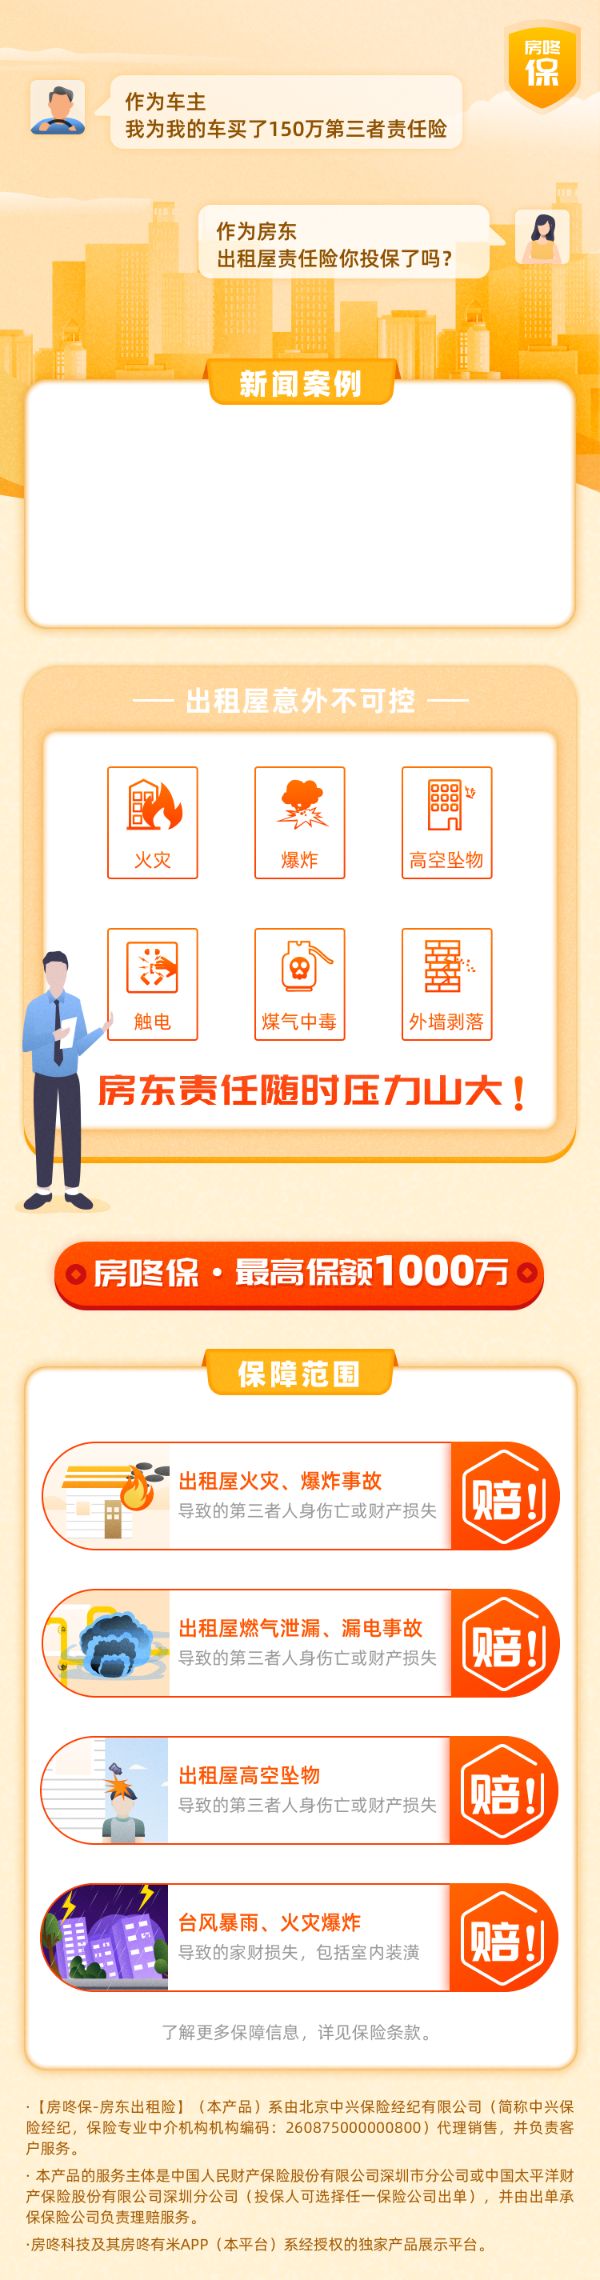 房咚
保
作为车主
我为我的车买了150万第三者责任险
作为房东
出租屋责任险你投保了吗?
新闻案例
出租屋意外不可控
火灾
爆炸
高空坠物
触电
煤气中毒
外墙剥落
房东责任随时压力山大!
房咚保·最高保额1000万
保障范围
出租屋火灾、爆炸事故
导致的第三者人身伤亡或财产损失
赔!
出租屋燃气泄漏、漏电事故
导致的第三者人身伤亡或财产损失
赔!
出租屋高空坠物
导致的第三者人身伤亡或财产损失
赔!
台风暴雨、火灾爆炸
导致的家财损失，包括室内装潢
赔!
了解更多保障信息，详见保险条款。
·【房咚保-房东出租险】（本产品）系由北京中兴保险经纪有限公司（简称中兴保
险经纪，保险专业中介机构机构编码：260875000000800）代理销售，并负责客
户服务。
· 本产品的服务主体是中国人民财产保险股份有限公司深圳市分公司或中国太平洋财
产保险股份有限公司深圳分公司（投保人可选择任一保险公司出单），并由出单承
保保险公司负责理赔服务。
·房咚科技及其房咚有米APP（本平台）系经授权的独家产品展示平台。